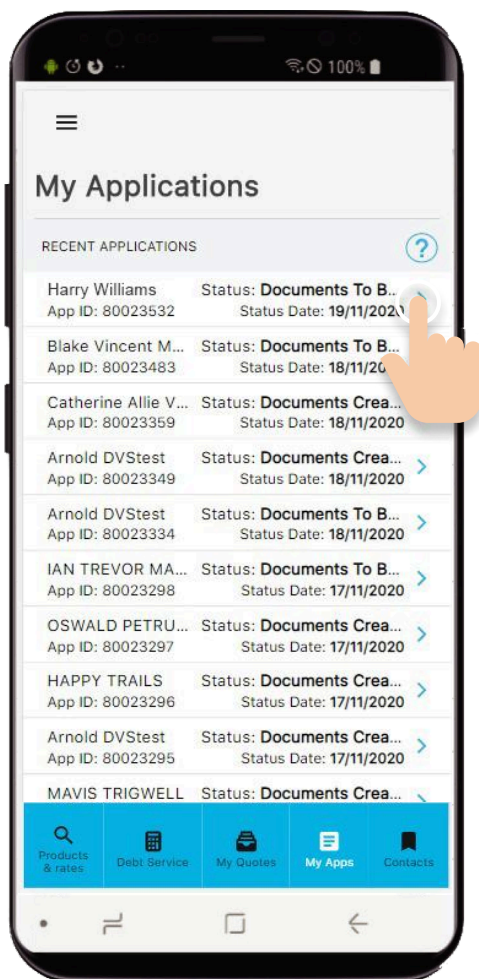 100%
My Applications
RECENT APPLICATIONS ?
Harry Williams Status: Documents To B...
App ID: 80023532 Status Date: 19/11/2020
Blake Vincent M... Status: Documents To B...
App ID: 80023483 Status Date: 18/11/20
Catherine Allie V... Status: Documents Crea...
App ID: 80023359 Status Date: 18/11/2020
Arnold DVStest Status: Documents Crea...
App ID: 80023349 Status Date: 18/11/2020
Arnold DVStest Status: Documents To B...
App ID: 80023334 Status Date: 18/11/2020
IAN TREVOR MA... Status: Documents To B...
App ID: 80023298 Status Date: 17/11/2020
OSWALD PETRU... Status: Documents Crea...
App ID: 80023297 Status Date: 17/11/2020
HAPPY TRAILS Status: Documents Crea...
App ID: 80023296 Status Date: 17/11/2020
Arnold DVStest Status: Documents Crea...
App ID: 80023295 Status Date: 17/11/2020
MAVIS TRIGWELL Status: Documents Crea...
Products & rates Debt Service My Quotes My Apps Contacts